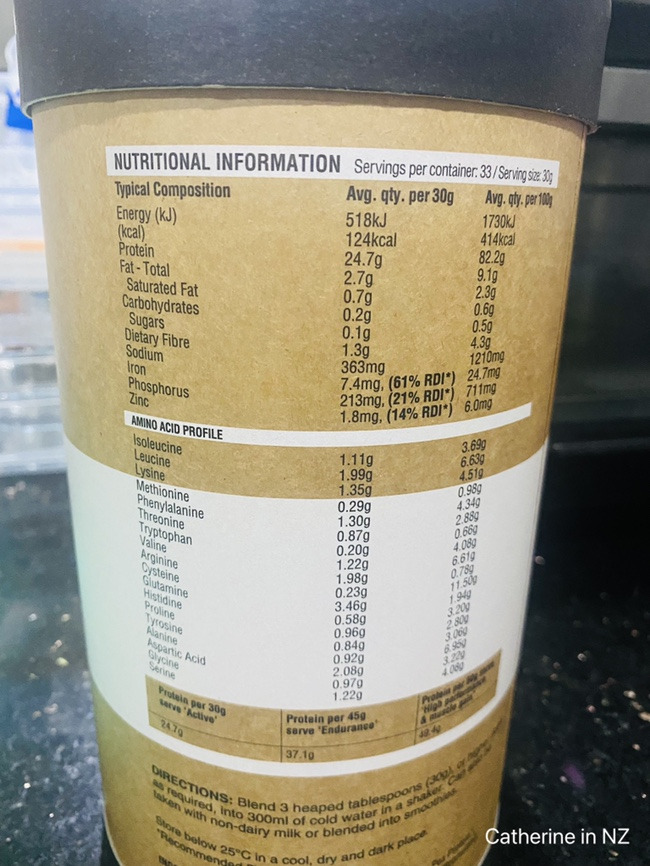 NUTRITIONAL INFORMATION Servings per container: 33 / Serving size: 30g
Typical Composition Avg. qty. per 30g Avg. qty. per 100g
Energy (kJ) 518kJ 1730kJ
(kcal) 124kcal 414kcal
Protein 24.7g 82.2g
Fat - Total 2.7g 9.1g
Saturated Fat 0.7g 2.3g
Carbohydrates 0.2g 0.6g
Sugars 0.1g 0.5g
Dietary Fibre 1.3g 4.3g
Sodium 363mg 1210mg
Iron 7.4mg, (61% RDI*) 24.7mg
Phosphorus 213mg, (21% RDI*) 711mg
Zinc 1.8mg, (14% RDI*) 6.0mg
AMINO ACID PROFILE
Isoleucine 1.11g 3.69g
Leucine 1.99g 6.63g
Lysine 1.35g 4.51g
Methionine 0.29g 0.98g
Phenylalanine 1.30g 4.34g
Threonine 0.87g 2.88g
Tryptophan 0.20g 0.66g
Valine 1.22g 4.08g
Arginine 1.98g 6.61g
Cysteine 0.23g 0.78g
Glutamine 3.46g 11.50g
Histidine 0.58g 1.94g
Proline 0.96g 3.20g
Tyrosine 0.84g 2.80g
Alanine 0.92g 3.06g
Aspartic Acid 2.08g 6.95g
Glycine 0.97g 3.22g
Serine 1.22g 4.08g
Protein per 30g serve 'Active' Protein per 45g serve 'Endurance' Protein per 'High performance & muscle gain'
24.7g 37.1g 49.4g
DIRECTIONS: Blend 3 heaped tablespoons (30g), or
as required, into 300ml of cold water in a shaker. Can
taken with non-dairy milk or blended into smoothies.
Store below 25°C in a cool, dry and dark place.
*Recommended
Catherine in NZ